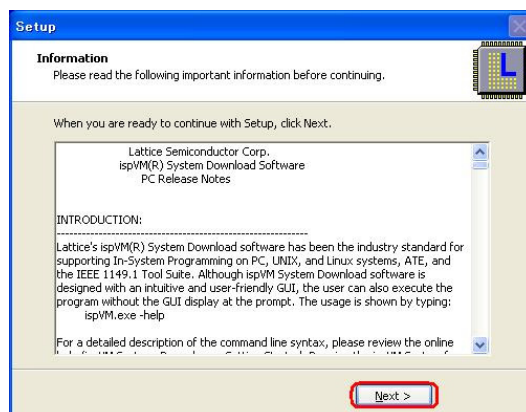 Setup
Information
Please read the following important information before continuing.
L
When you are ready to continue with Setup, click Next.
Lattice Semiconductor Corp.
ispVM(R) System Download Software
PC Release Notes
INTRODUCTION:
------------------------------------------------------------
Lattice's ispVM(R) System Download software has been the industry standard for
supporting In-System Programming on PC, UNIX, and Linux systems, ATE, and
the IEEE 1149.1 Tool Suite. Although ispVM System Download software is
designed with an intuitive and user-friendly GUI, the user can also execute the
program without the GUI display at the prompt. The usage is shown by typing:
ispVM.exe -help
For a detailed description of the command line syntax, please review the online
Next >